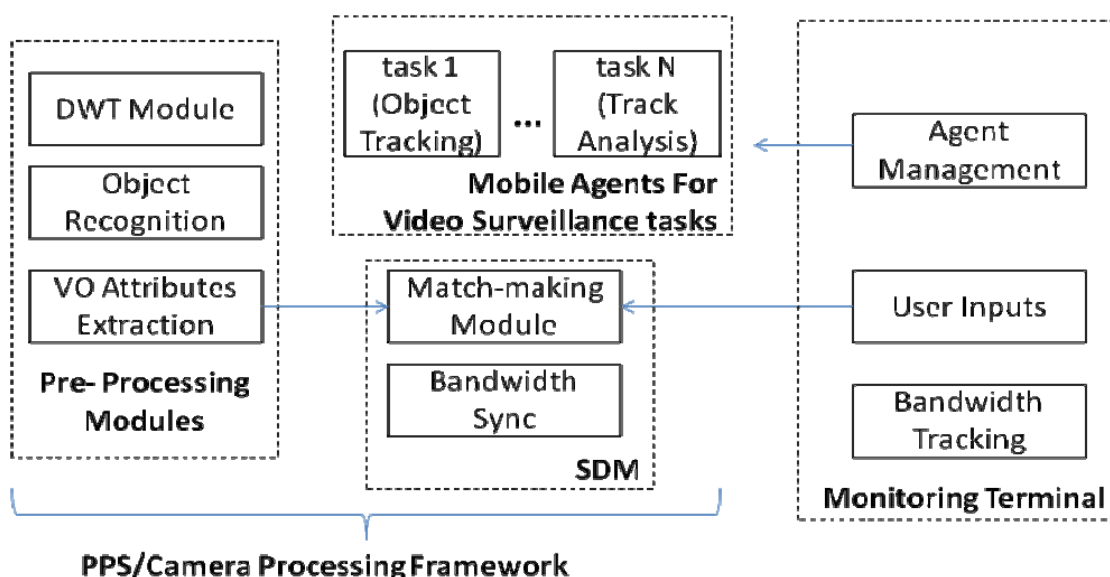 DWT Module
Object
Recognition
VO Attributes
Extraction
Pre- Processing
Modules
task 1
(Object
Tracking)
...
task N
(Track
Analysis)
Mobile Agents For
Video Surveillance tasks
Match-making
Module
Bandwidth
Sync
SDM
Agent
Management
User Inputs
Bandwidth
Tracking
Monitoring Terminal
PPS/Camera Processing Framework